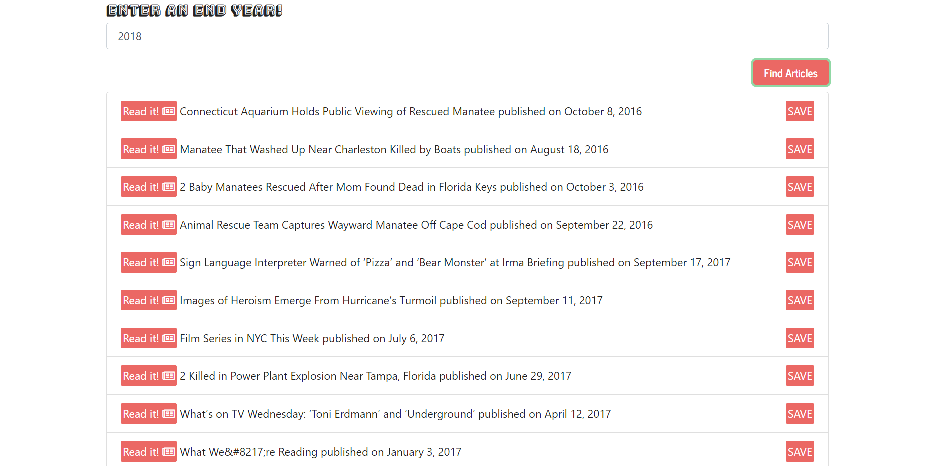 ENTER AN END YEAR!
2018
Find Articles
Read it! Connecticut Aquarium Holds Public Viewing of Rescued Manatee published on October 8, 2016 SAVE
Read it! Manatee That Washed Up Near Charleston Killed by Boats published on August 18, 2016 SAVE
Read it! 2 Baby Manatees Rescued After Mom Found Dead in Florida Keys published on October 3, 2016 SAVE
Read it! Animal Rescue Team Captures Wayward Manatee Off Cape Cod published on September 22, 2016 SAVE
Read it! Sign Language Interpreter Warned of ‘Pizza’ and ‘Bear Monster’ at Irma Briefing published on September 17, 2017 SAVE
Read it! Images of Heroism Emerge From Hurricane's Turmoil published on September 11, 2017 SAVE
Read it! Film Series in NYC This Week published on July 6, 2017 SAVE
Read it! 2 Killed in Power Plant Explosion Near Tampa, Florida published on June 29, 2017 SAVE
Read it! What’s on TV Wednesday: ‘Toni Erdmann’ and ‘Underground’ published on April 12, 2017 SAVE
Read it! What We&#8217;re Reading published on January 3, 2017 SAVE